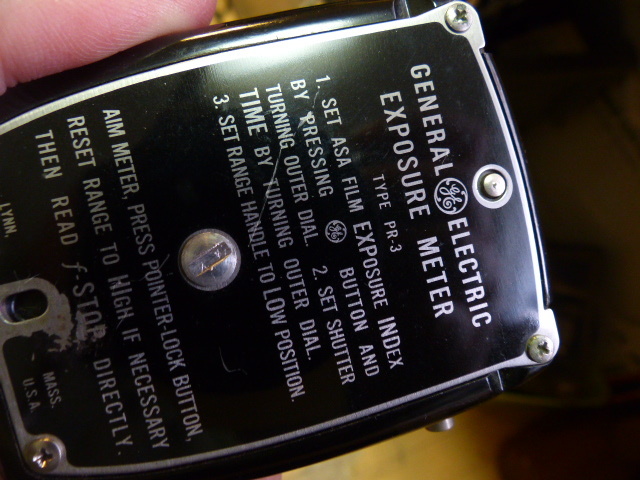 GENERAL GE ELECTRIC
EXPOSURE METER
TYPE PR-3
1. SET ASA FILM EXPOSURE INDEX
BY PRESSING GE BUTTON AND
TURNING OUTER DIAL. 2. SET SHUTTER
TIME BY TURNING OUTER DIAL.
3. SET RANGE HANDLE TO LOW POSITION.
AIM METER, PRESS POINTER-LOCK BUTTON.
RESET RANGE TO HIGH IF NECESSARY
THEN READ f-STOP DIRECTLY.
LYNN, MASS.
U.S.A.